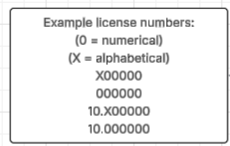 Example license numbers:
(0 = numerical)
(X = alphabetical)
X00000
000000
10.X00000
10.000000